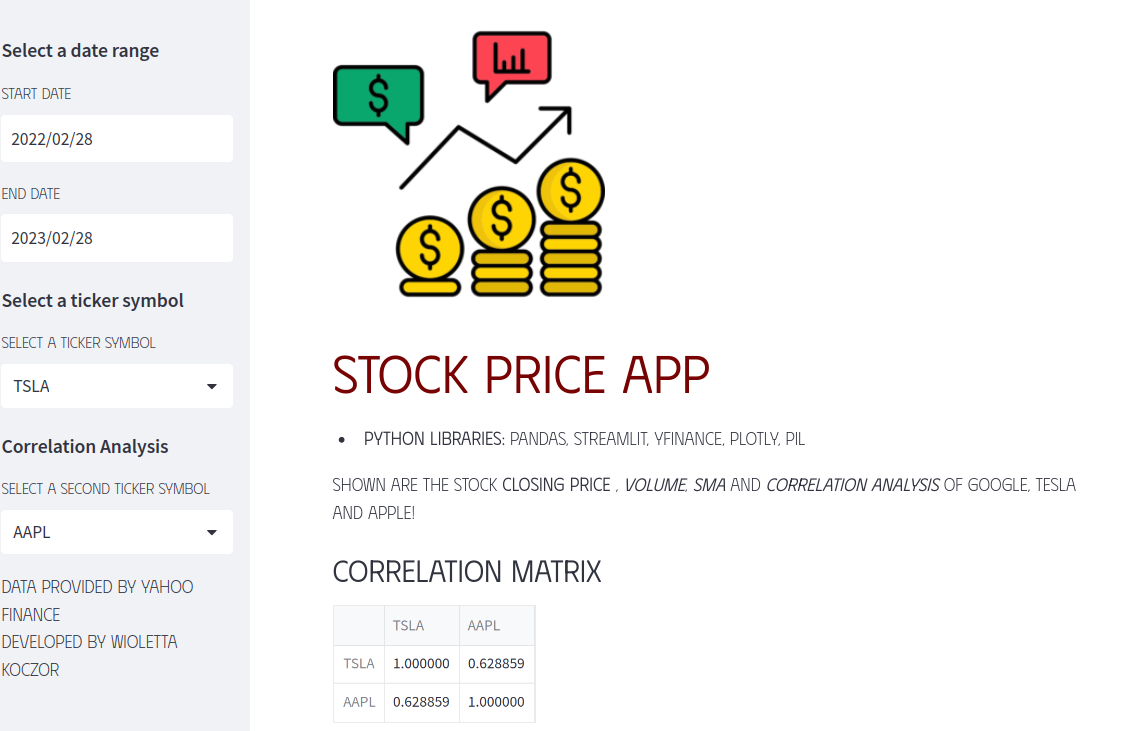 Select a date range
START DATE
2022/02/28
END DATE
2023/02/28
Select a ticker symbol
SELECT A TICKER SYMBOL
TSLA
Correlation Analysis
SELECT A SECOND TICKER SYMBOL
AAPL
DATA PROVIDED BY YAHOO
FINANCE
DEVELOPED BY WIOLETTA
KOCZOR
$
$
$
$
STOCK PRICE APP
• PYTHON LIBRARIES: PANDAS, STREAMLIT, YFINANCE, PLOTLY, PIL
SHOWN ARE THE STOCK CLOSING PRICE , VOLUME, SMA AND CORRELATION ANALYSIS OF GOOGLE, TESLA
AND APPLE!
CORRELATION MATRIX
TSLA AAPL
TSLA 1.000000 0.628859
AAPL 0.628859 1.000000